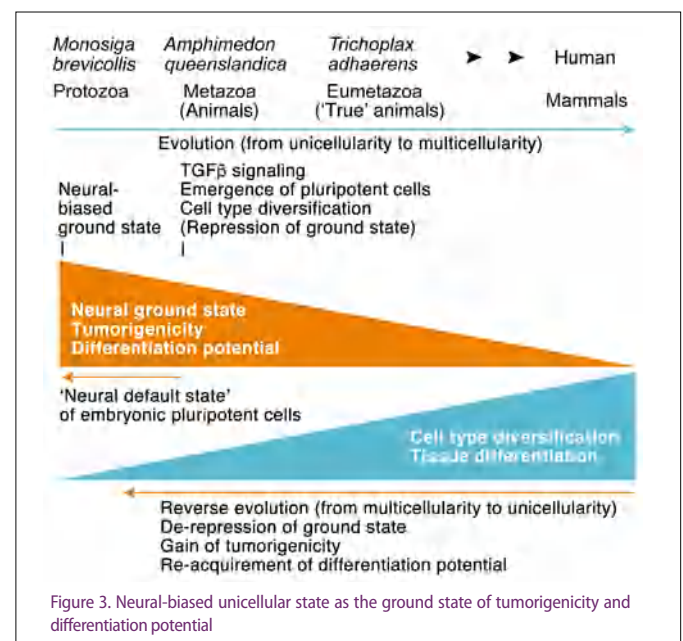 Monosiga brevicollis
Amphimedon queenslandica
Trichoplax adhaerens
Human
Protozoa
Metazoa (Animals)
Eumetazoa ('True' animals)
Mammals
Evolution (from unicellularity to multicellularity)
Neural-biased ground state
TGFβ signaling
Emergence of pluripotent cells
Cell type diversification
(Repression of ground state)
Neural ground state
Tumorigenicity
Differentiation potential
'Neural default state'
of embryonic pluripotent cells
Cell type diversification
Tissue differentiation
Reverse evolution (from multicellularity to unicellularity)
De-repression of ground state
Gain of tumorigenicity
Re-acquirement of differentiation potential
Figure 3. Neural-biased unicellular state as the ground state of tumorigenicity and
differentiation potential